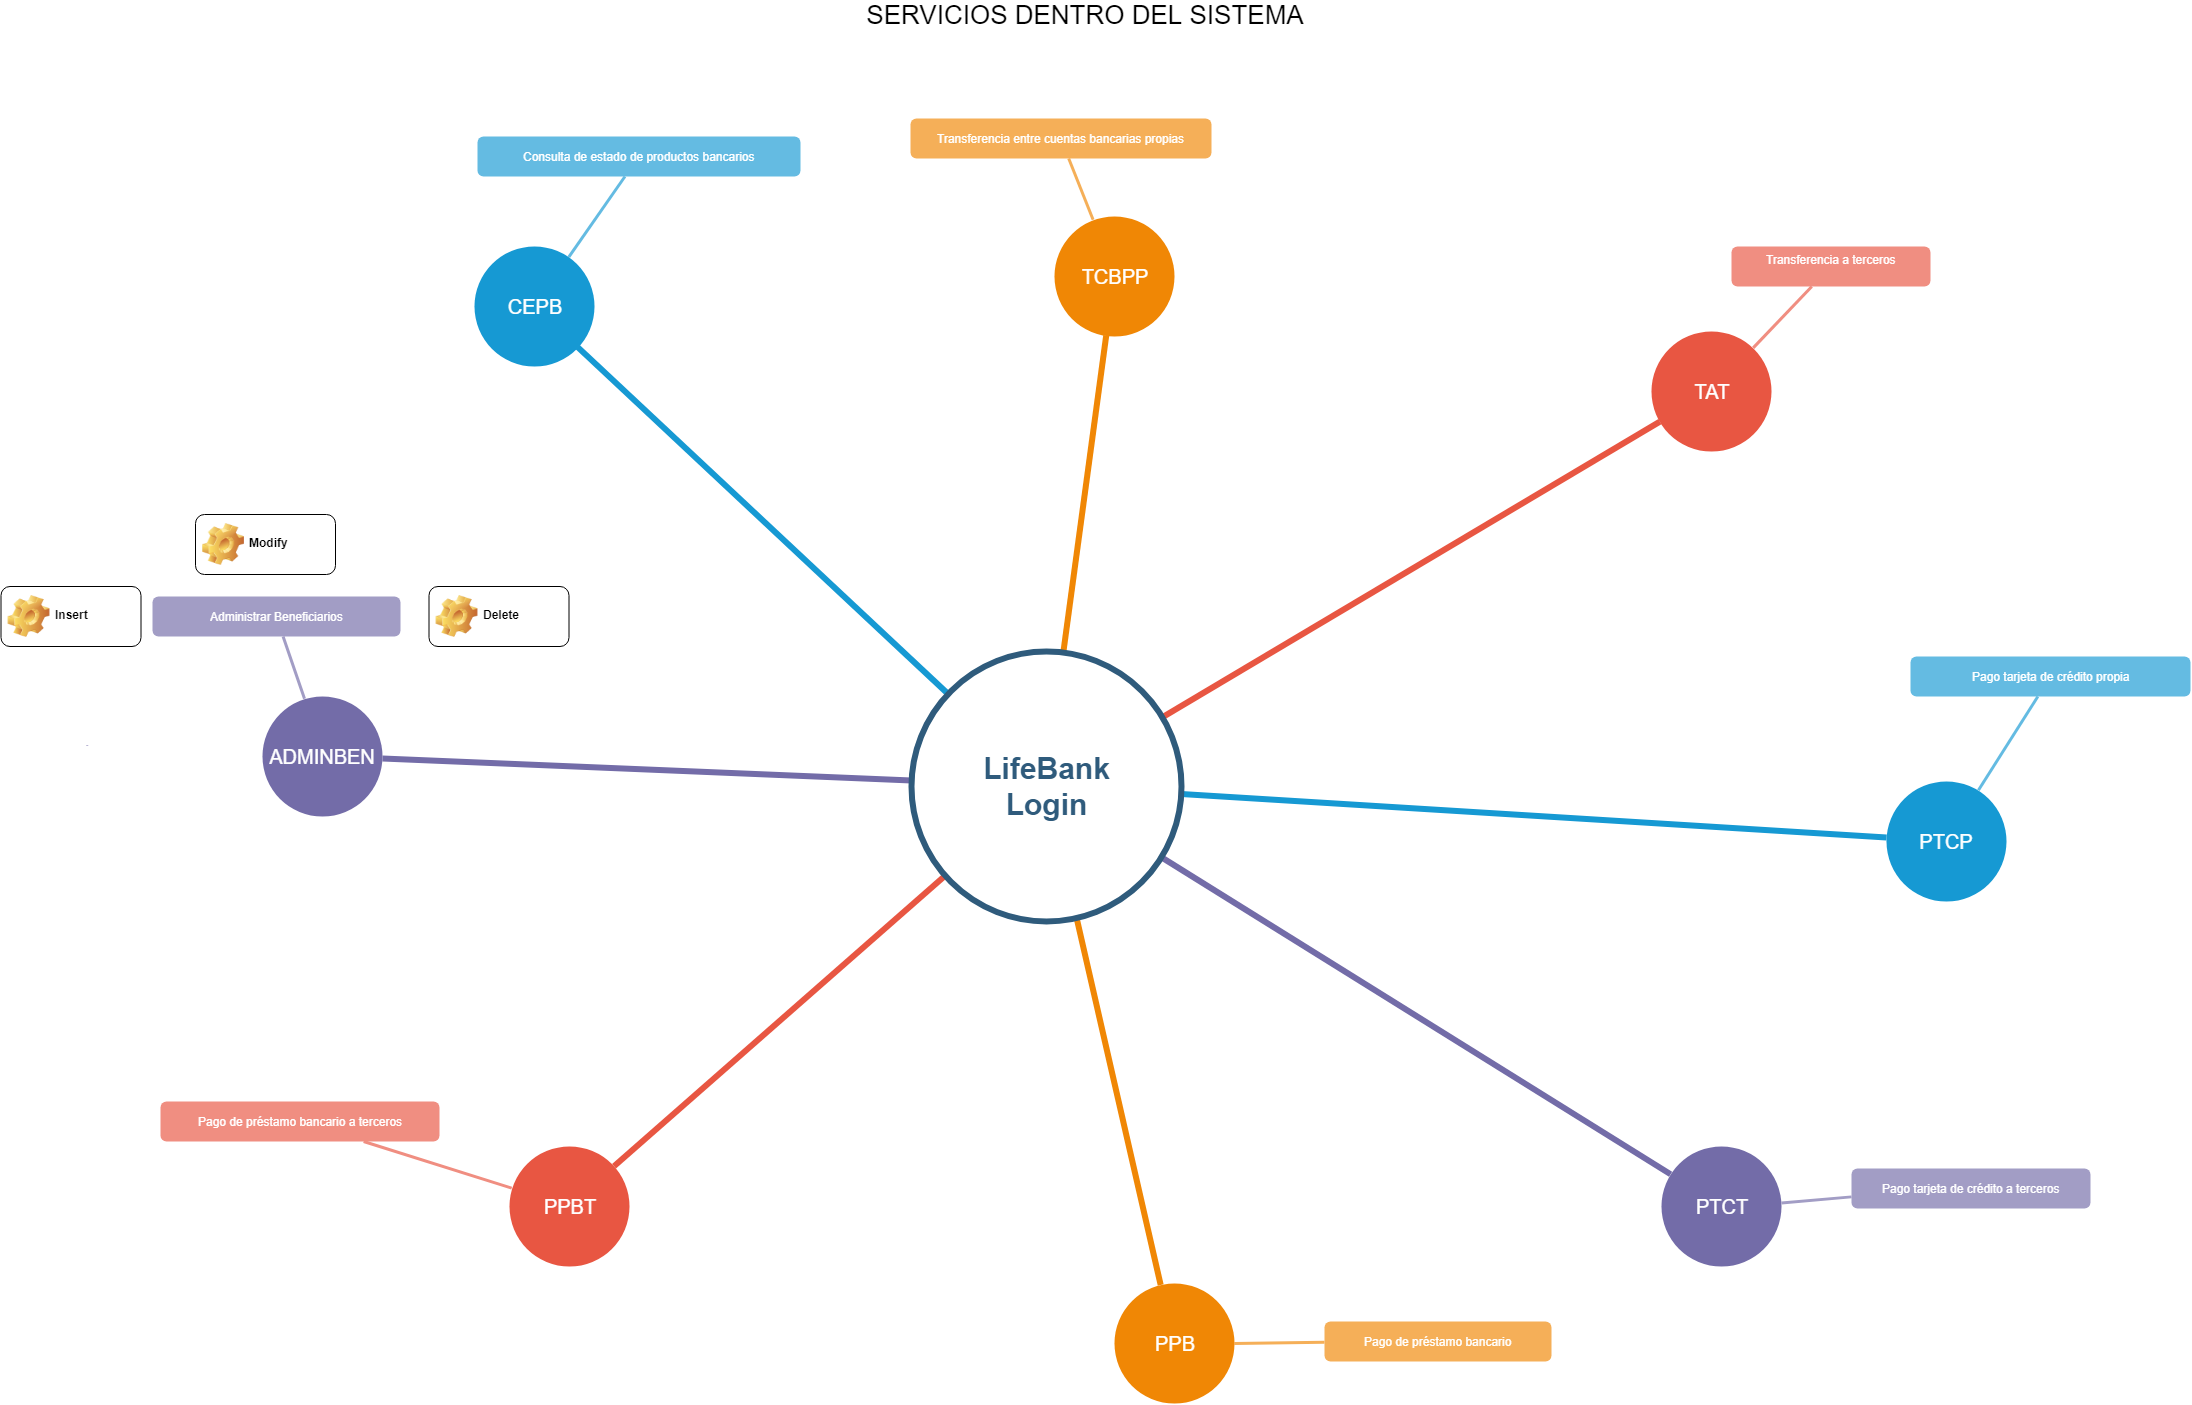 SERVICIOS DENTRO DEL SISTEMA
Transferencia entre cuentas bancarias propias
Consulta de estado de productos bancarios
Transferencia a terceros
TCBPP
CEPB
TAT
Modify
Insert
Administrar Beneficiarios
Delete
Pago tarjeta de crédito propia
ADMINBEN
LifeBank
Login
PTCP
Pago de préstamo bancario a terceros
PPBT
PTCT
Pago tarjeta de crédito a terceros
PPB
Pago de préstamo bancario